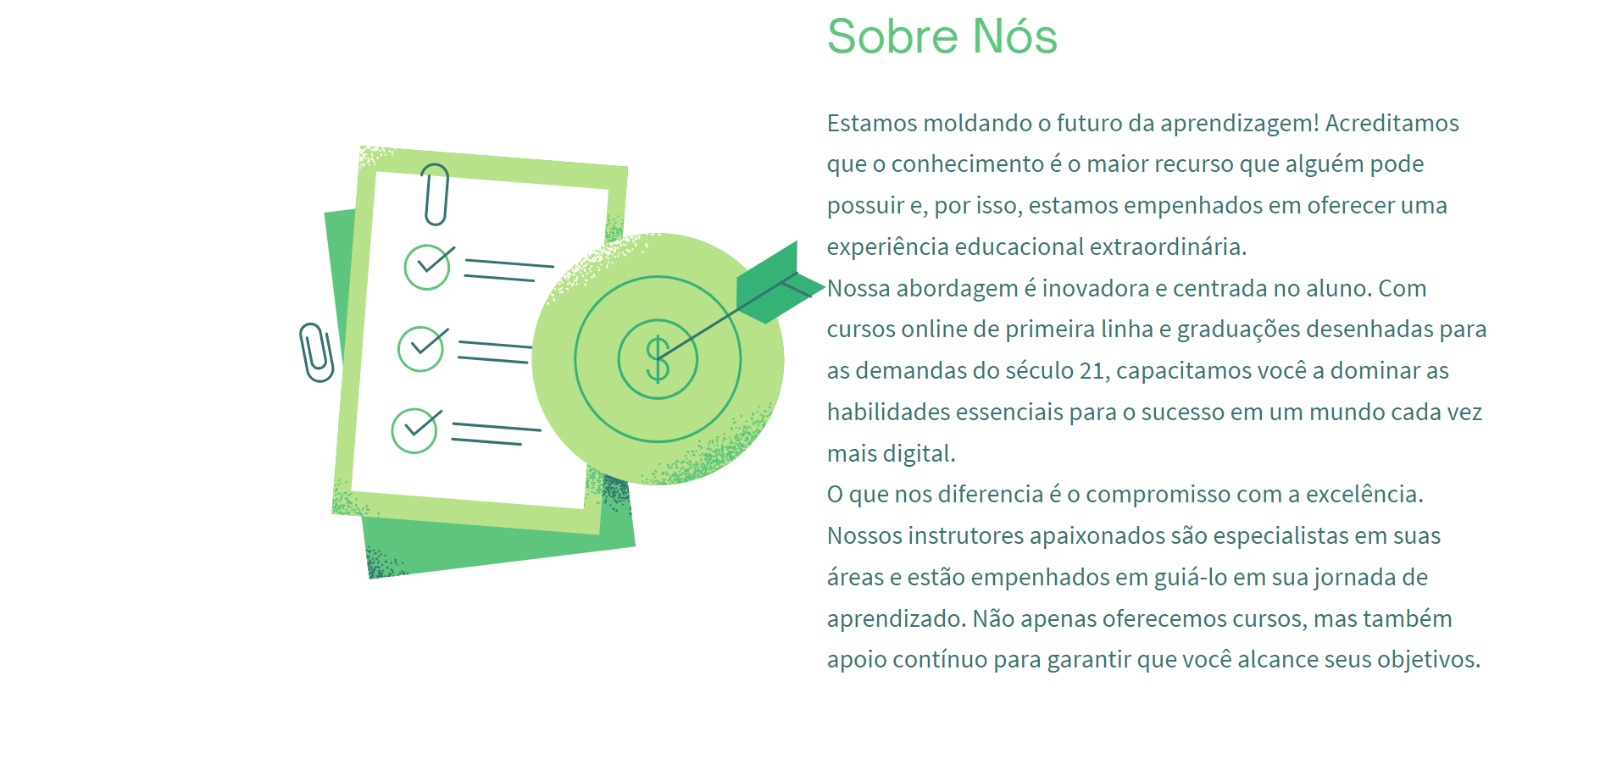 Sobre Nós
Estamos moldando o futuro da aprendizagem! Acreditamos
que o conhecimento é o maior recurso que alguém pode
possuir e, por isso, estamos empenhados em oferecer uma
experiência educacional extraordinária.
Nossa abordagem é inovadora e centrada no aluno. Com
cursos online de primeira linha e graduações desenhadas para
as demandas do século 21, capacitamos você a dominar as
habilidades essenciais para o sucesso em um mundo cada vez
mais digital.
O que nos diferencia é o compromisso com a excelência.
Nossos instrutores apaixonados são especialistas em suas
áreas e estão empenhados em guiá-lo em sua jornada de
aprendizado. Não apenas oferecemos cursos, mas também
apoio contínuo para garantir que você alcance seus objetivos.